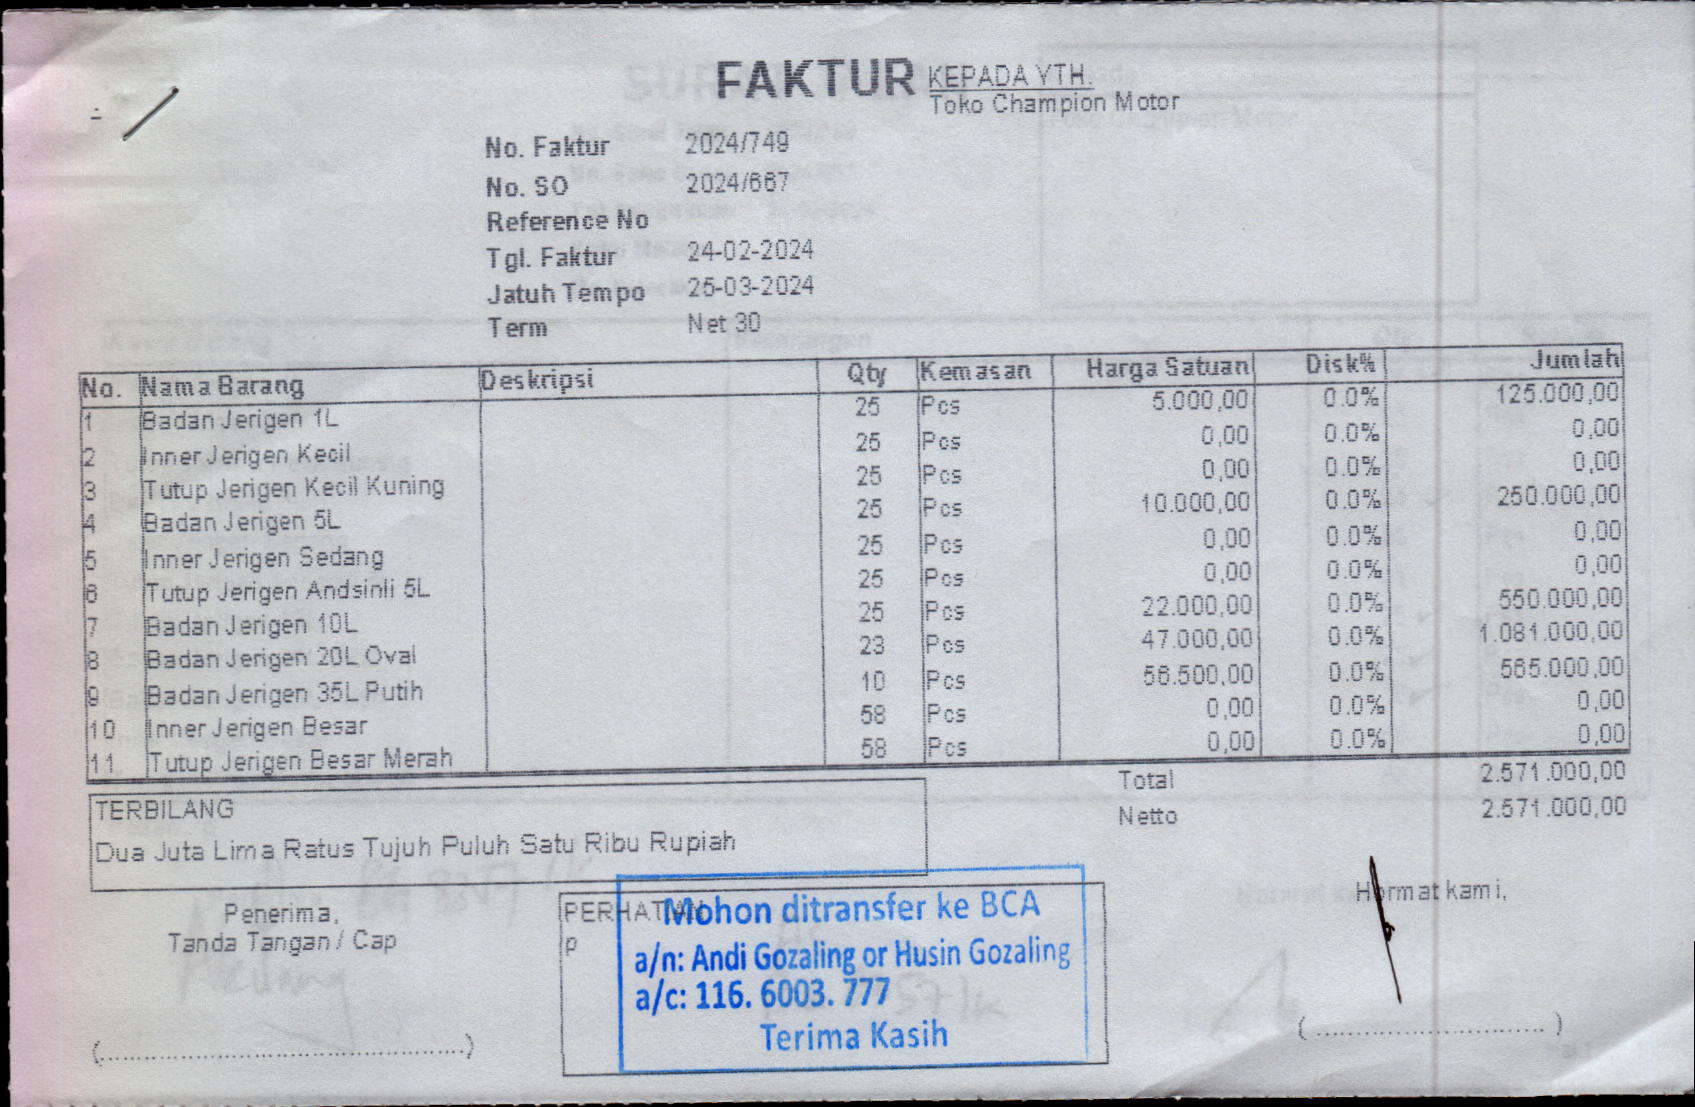 FAKTUR
KEPADA YTH.
Toko Champion Motor
No. Faktur 2024/749
No. SO 2024/667
Reference No
Tgl. Faktur 24-02-2024
Jatuh Tempo 25-03-2024
Term Net 30
No. Nama Barang Deskripsi Qty Kemasan Harga Satuan Disk% Jumlah
1 Badan Jerigen 1L 25 Pcs 5.000,00 0.0% 125.000,00
2 Inner Jerigen Kecil 25 Pcs 0,00 0.0% 0,00
3 Tutup Jerigen Kecil Kuning 25 Pcs 0,00 0.0% 0,00
4 Badan Jerigen 5L 25 Pcs 10.000,00 0.0% 250.000,00
5 Inner Jerigen Sedang 25 Pcs 0,00 0.0% 0,00
6 Tutup Jerigen Andsinli 5L 25 Pcs 0,00 0.0% 0,00
7 Badan Jerigen 10L 25 Pcs 22.000,00 0.0% 550.000,00
8 Badan Jerigen 20L Oval 23 Pcs 47.000,00 0.0% 1.081.000,00
9 Badan Jerigen 35L Putih 10 Pcs 56.500,00 0.0% 565.000,00
10 Inner Jerigen Besar 58 Pcs 0,00 0.0% 0,00
11 Tutup Jerigen Besar Merah 58 Pcs 0,00 0.0% 0,00
Total 2.571.000,00
Netto 2.571.000,00
TERBILANG
Dua Juta Lima Ratus Tujuh Puluh Satu Ribu Rupiah
Penerima,
Tanda Tangan / Cap
(...............................................)
PERHATIAN
p
Mohon ditransfer ke BCA
a/n: Andi Gozaling or Husin Gozaling
a/c: 116. 6003. 777
Terima Kasih
Hormat kami,
( .............................. )